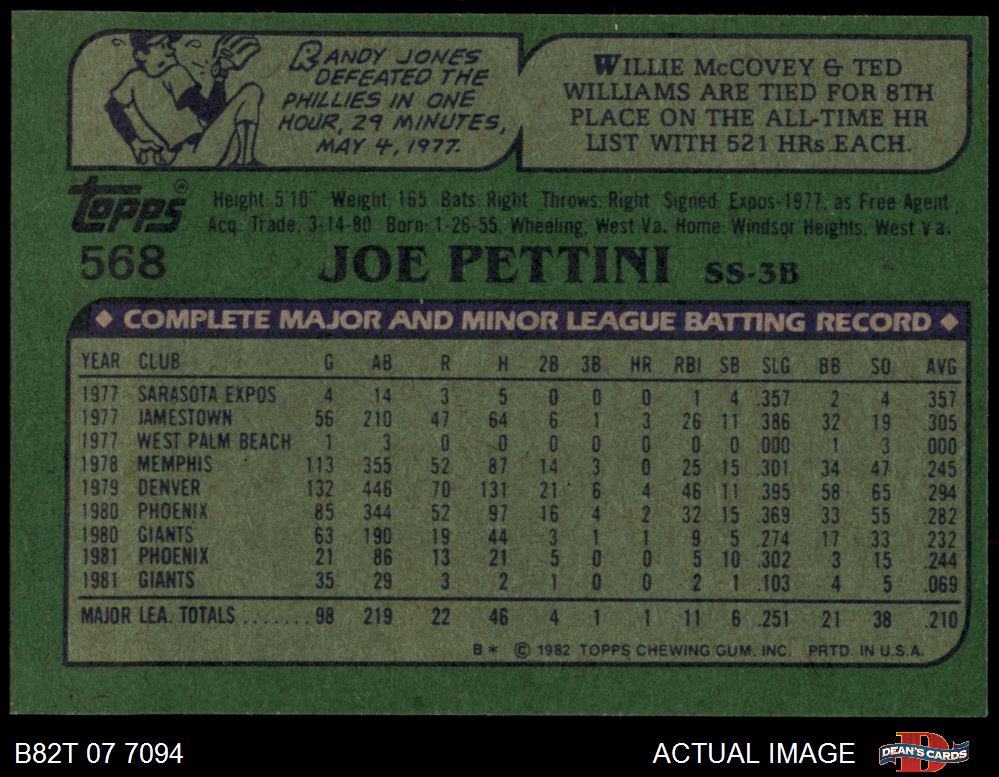 RANDY JONES
DEFEATED THE
PHILLIES IN ONE
HOUR, 29 MINUTES,
MAY 4, 1977.
WILLIE McCOVEY & TED
WILLIAMS ARE TIED FOR 8TH
PLACE ON THE ALL-TIME HR
LIST WITH 521 HRs EACH.
Topps®
Height 5'10" Weight 165 Bats Right Throws Right Signed Expos-1977, as Free Agent
Acq: Trade, 3-14-80 Born: 1-26-55, Wheeling, West Va. Home: Windsor Heights, West Va.
568 JOE PETTINI SS-3B
COMPLETE MAJOR AND MINOR LEAGUE BATTING RECORD
YEAR CLUB G AB R H 2B 3B HR RBI SB SLG BB SO AVG
1977 SARASOTA EXPOS 4 14 3 5 0 0 0 1 4 .357 2 4 .357
1977 JAMESTOWN 56 210 47 64 6 1 3 26 11 .386 32 19 .305
1977 WEST PALM BEACH 1 3 0 0 0 0 0 0 0 .000 1 3 .000
1978 MEMPHIS 113 355 52 87 14 3 0 25 15 .301 34 47 .245
1979 DENVER 132 446 70 131 21 6 4 46 11 .395 58 65 .294
1980 PHOENIX 85 344 52 97 16 4 2 32 15 .369 33 55 .282
1980 GIANTS 63 190 19 44 3 1 1 9 5 .274 17 33 .232
1981 PHOENIX 21 86 13 21 5 0 0 5 10 .302 3 15 .244
1981 GIANTS 35 29 3 2 1 0 0 2 1 .103 4 5 .069
MAJOR LEA. TOTALS ....... 98 219 22 46 4 1 1 11 6 .251 21 38 .210
B* © 1982 TOPPS CHEWING GUM, INC. PRTD. IN U.S.A.
B82T 07 7094 ACTUAL IMAGE DEAN'S CARDS